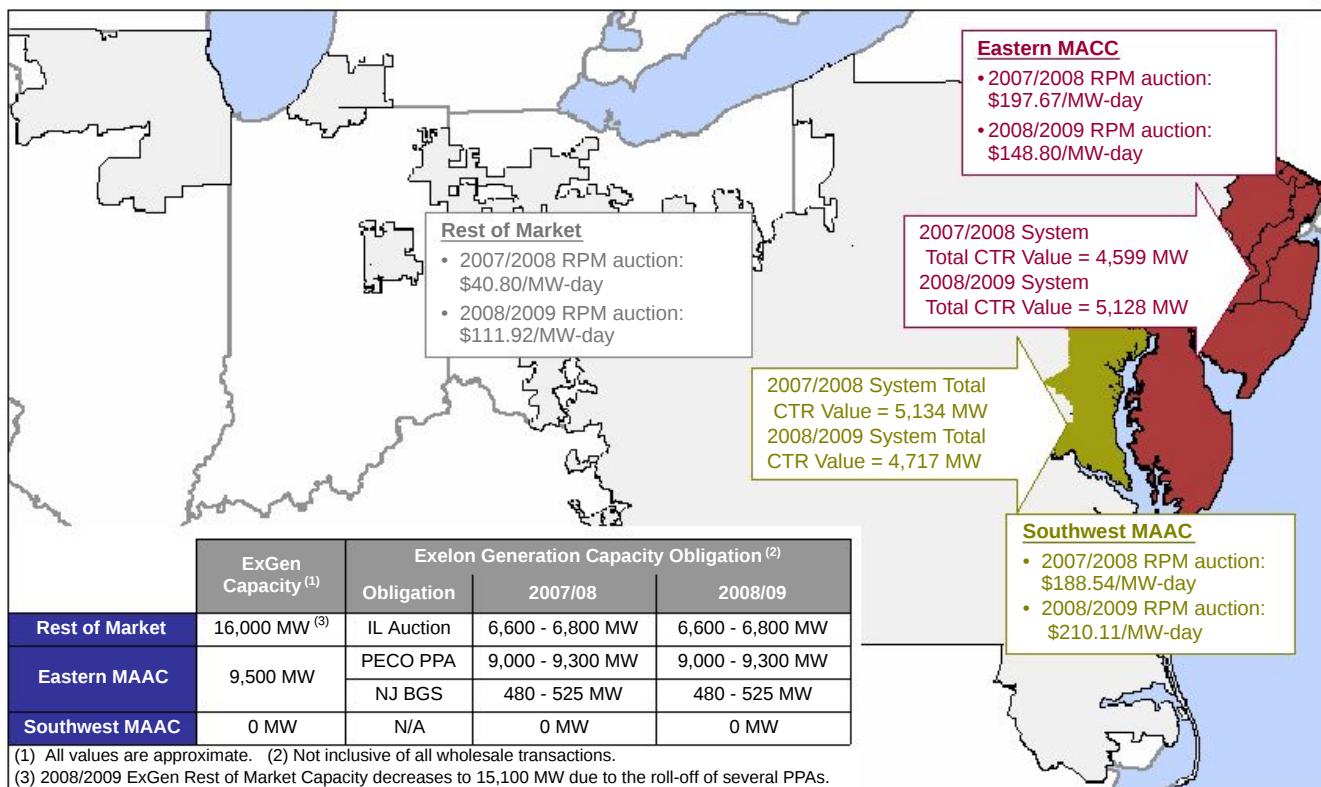 Eastern MACC
•2007/2008 RPM auction:
$197.67/MW-day
•2008/2009 RPM auction:
$148.80/MW-day
2007/2008 System
Total CTR Value = 4,599 MW
2008/2009 System
Total CTR Value = 5,128 MW
Rest of Market
• 2007/2008 RPM auction:
$40.80/MW-day
• 2008/2009 RPM auction:
$111.92/MW-day
2007/2008 System Total
CTR Value = 5,134 MW
2008/2009 System Total
CTR Value = 4,717 MW
Southwest MAAC
• 2007/2008 RPM auction:
$188.54/MW-day
• 2008/2009 RPM auction:
$210.11/MW-day
ExGen Capacity (1) Exelon Generation Capacity Obligation (2)
Obligation 2007/08 2008/09
Rest of Market 16,000 MW (3) IL Auction 6,600 - 6,800 MW 6,600 - 6,800 MW
Eastern MAAC 9,500 MW PECO PPA 9,000 - 9,300 MW 9,000 - 9,300 MW
NJ BGS 480 - 525 MW 480 - 525 MW
Southwest MAAC 0 MW N/A 0 MW 0 MW
(1) All values are approximate. (2) Not inclusive of all wholesale transactions.
(3) 2008/2009 ExGen Rest of Market Capacity decreases to 15,100 MW due to the roll-off of several PPAs.